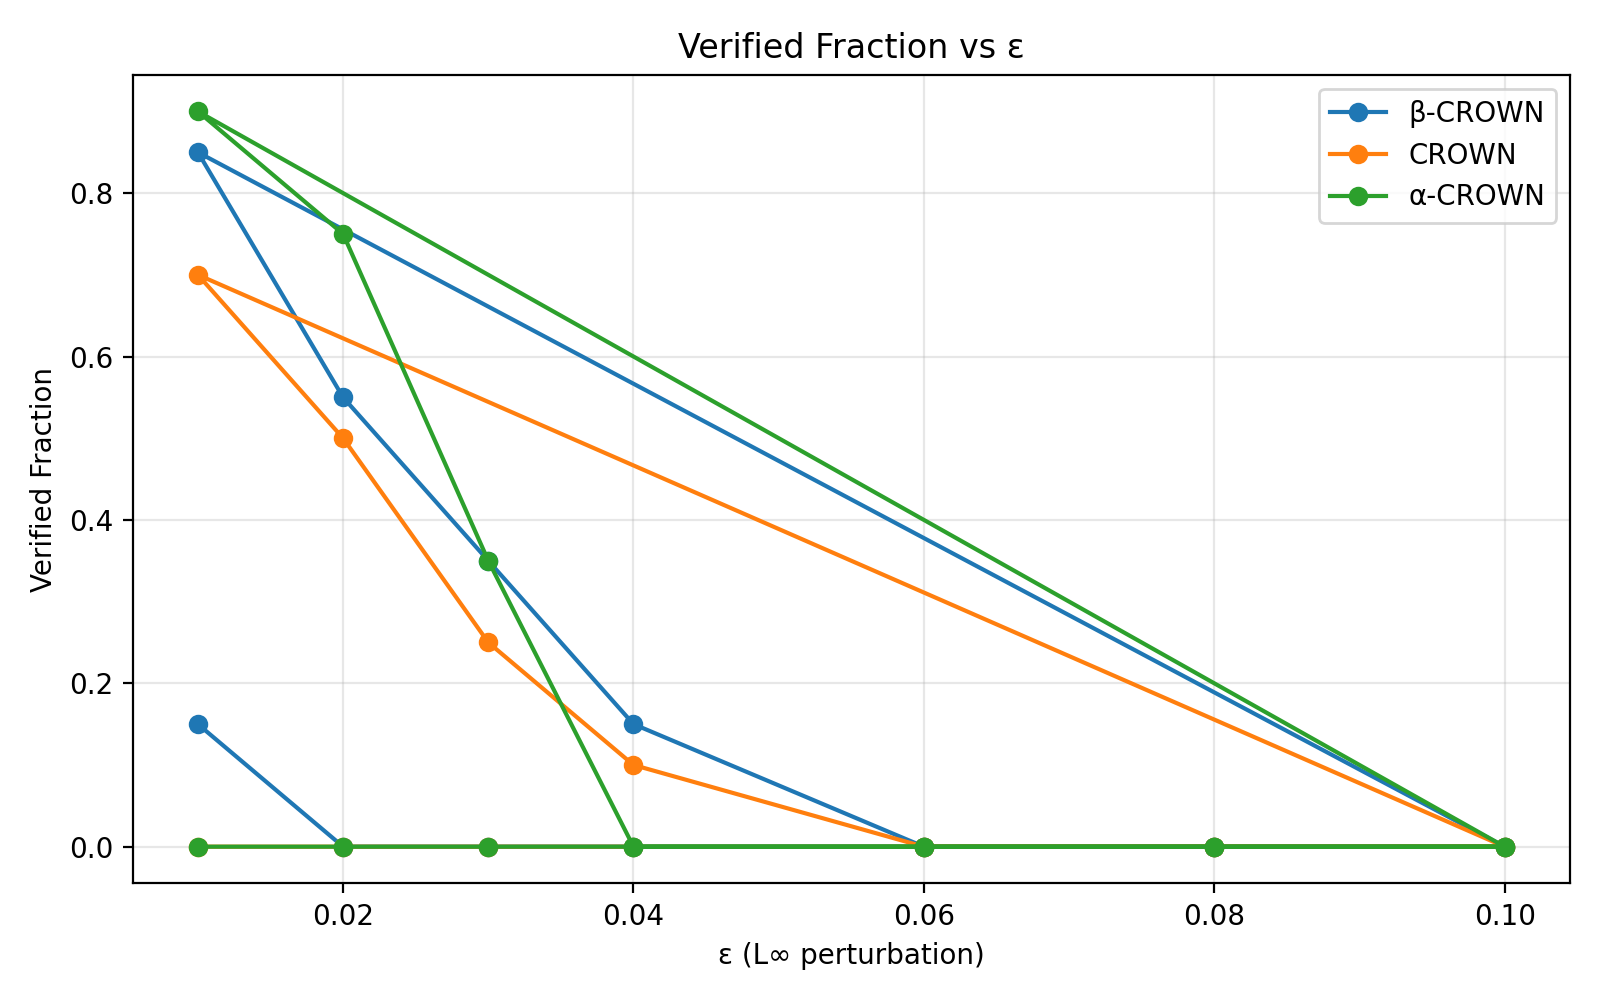 Verified Fraction vs ε
β-CROWN
CROWN
α-CROWN
Verified Fraction
0.8
0.6
0.4
0.2
0.0
0.02 0.04 0.06 0.08 0.10
ε (L∞ perturbation)